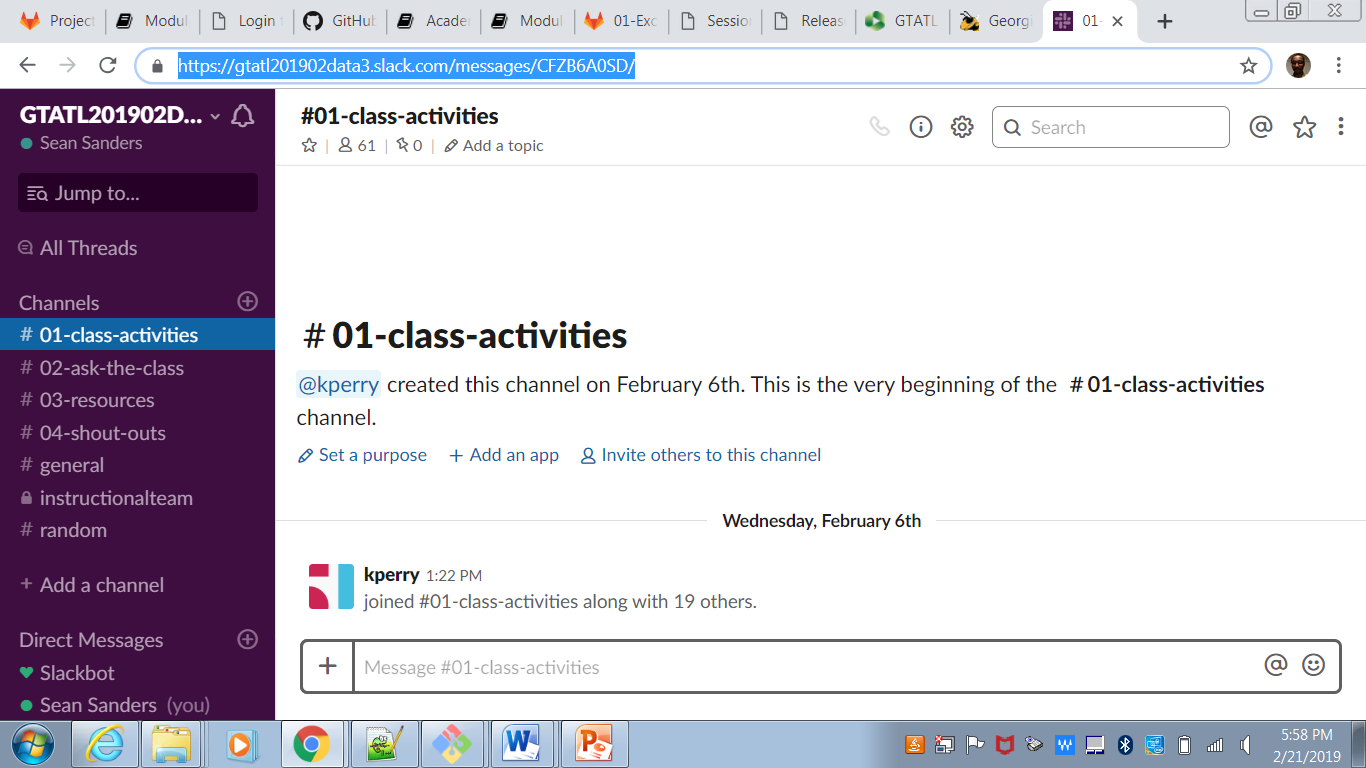 Project
Modul
Login
GitHub
Acade
Modul
01-Exc
Sessio
Releas
GTATL
Georgi
01-
https://gtatl201902data3.slack.com/messages/CFZB6A0SD/
GTATL201902D...
Sean Sanders
Jump to...
All Threads
Channels
# 01-class-activities
# 02-ask-the-class
# 03-resources
# 04-shout-outs
# general
instructionalteam
# random
+ Add a channel
Direct Messages
Slackbot
Sean Sanders (you)
#01-class-activities
61 | 0 | Add a topic
Search
# 01-class-activities
@kperry created this channel on February 6th. This is the very beginning of the # 01-class-activities
channel.
Set a purpose + Add an app Invite others to this channel
Wednesday, February 6th
kperry 1:22 PM
joined #01-class-activities along with 19 others.
Message #01-class-activities
5:58 PM
2/21/2019